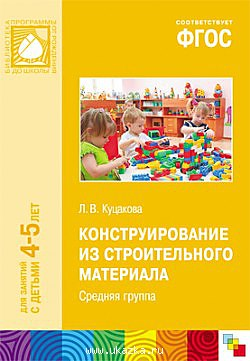 БИБЛИОТЕКА ПРОГРАММЫ
«ОТ РОЖДЕНИЯ ДО ШКОЛЫ»
СООТВЕТСТВУЕТ
ФГОС
ДЛЯ ЗАНЯТИЙ
С ДЕТЬМИ 4-5 ЛЕТ
Л. В. Куцакова
КОНСТРУИРОВАНИЕ
ИЗ СТРОИТЕЛЬНОГО
МАТЕРИАЛА
Средняя группа
www.ukazka.ru